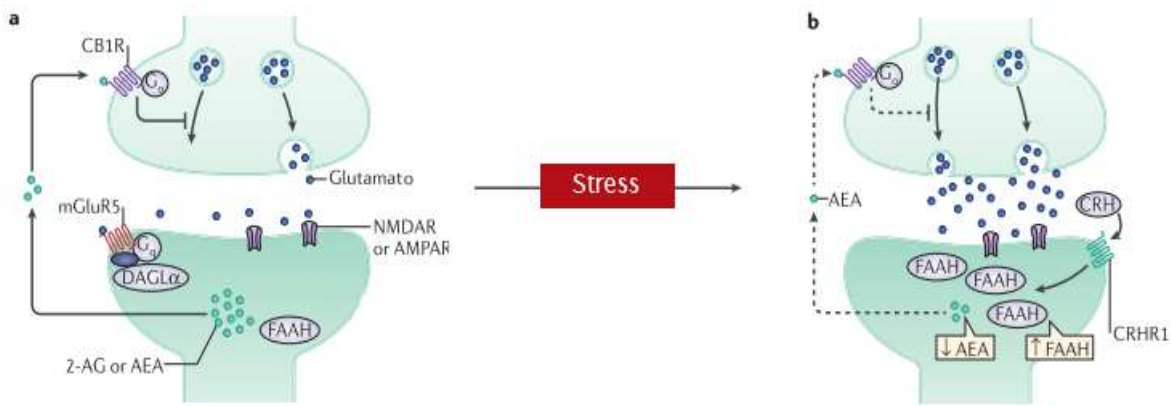 a
CB1R
Go
Glutamato
mGluR5
Gq
DAGLα
NMDAR
or AMPAR
FAAH
2-AG or AEA
Stress
b
Go
AEA
CRH
FAAH
FAAH
FAAH
↓ AEA
↑ FAAH
CRHR1